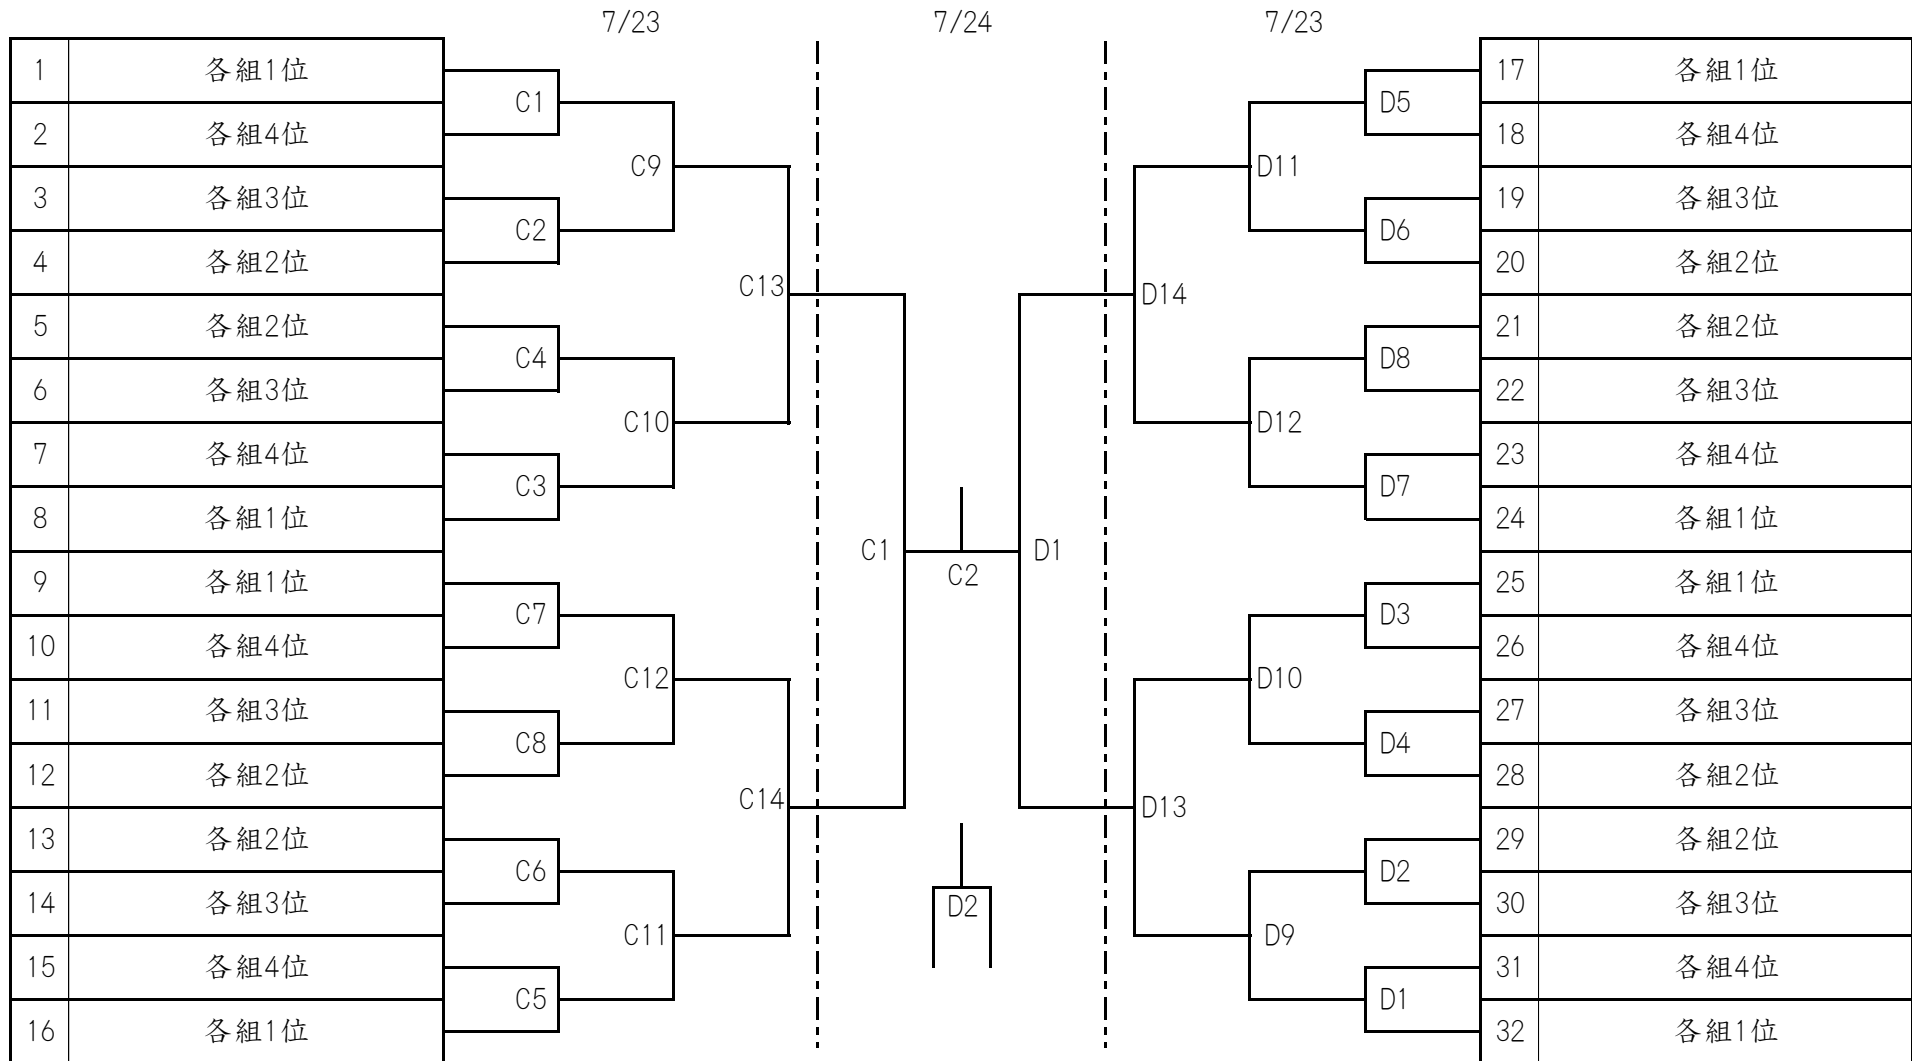 7/23 7/24 7/23
1 各組1位 17 各組1位
C1 D5
2 各組4位 18 各組4位
C9 D11
3 各組3位 19 各組3位
C2 D6
4 各組2位 20 各組2位
C13 D14
5 各組2位 21 各組2位
C4 D8
6 各組3位 22 各組3位
C10 D12
7 各組4位 23 各組4位
C3 D7
8 各組1位 24 各組1位
C1 D1
C2
9 各組1位 25 各組1位
C7 D3
10 各組4位 26 各組4位
C12 D10
11 各組3位 27 各組3位
C8 D4
12 各組2位 28 各組2位
C14 D13
13 各組2位 29 各組2位
C6 D2
14 各組3位 D2 30 各組3位
C11 D9
15 各組4位 31 各組4位
C5 D1
16 各組1位 32 各組1位